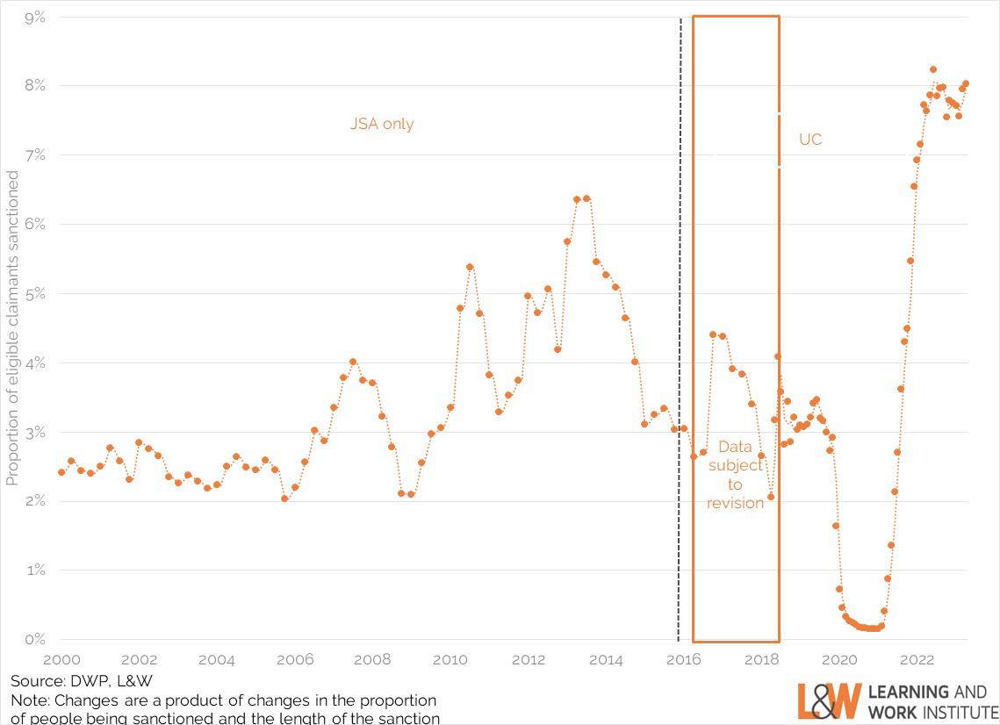 9%
8%
7%
6%
5%
4%
3%
2%
1%
0%
Proportion of eligible claimants sanctioned
JSA only
UC
Data
subject
to
revision
2000 2002 2004 2006 2008 2010 2012 2014 2016 2018 2020 2022
Source: DWP, L&W
Note: Changes are a product of changes in the proportion
of people being sanctioned and the length of the sanction
L&W LEARNING AND
WORK INSTITUTE